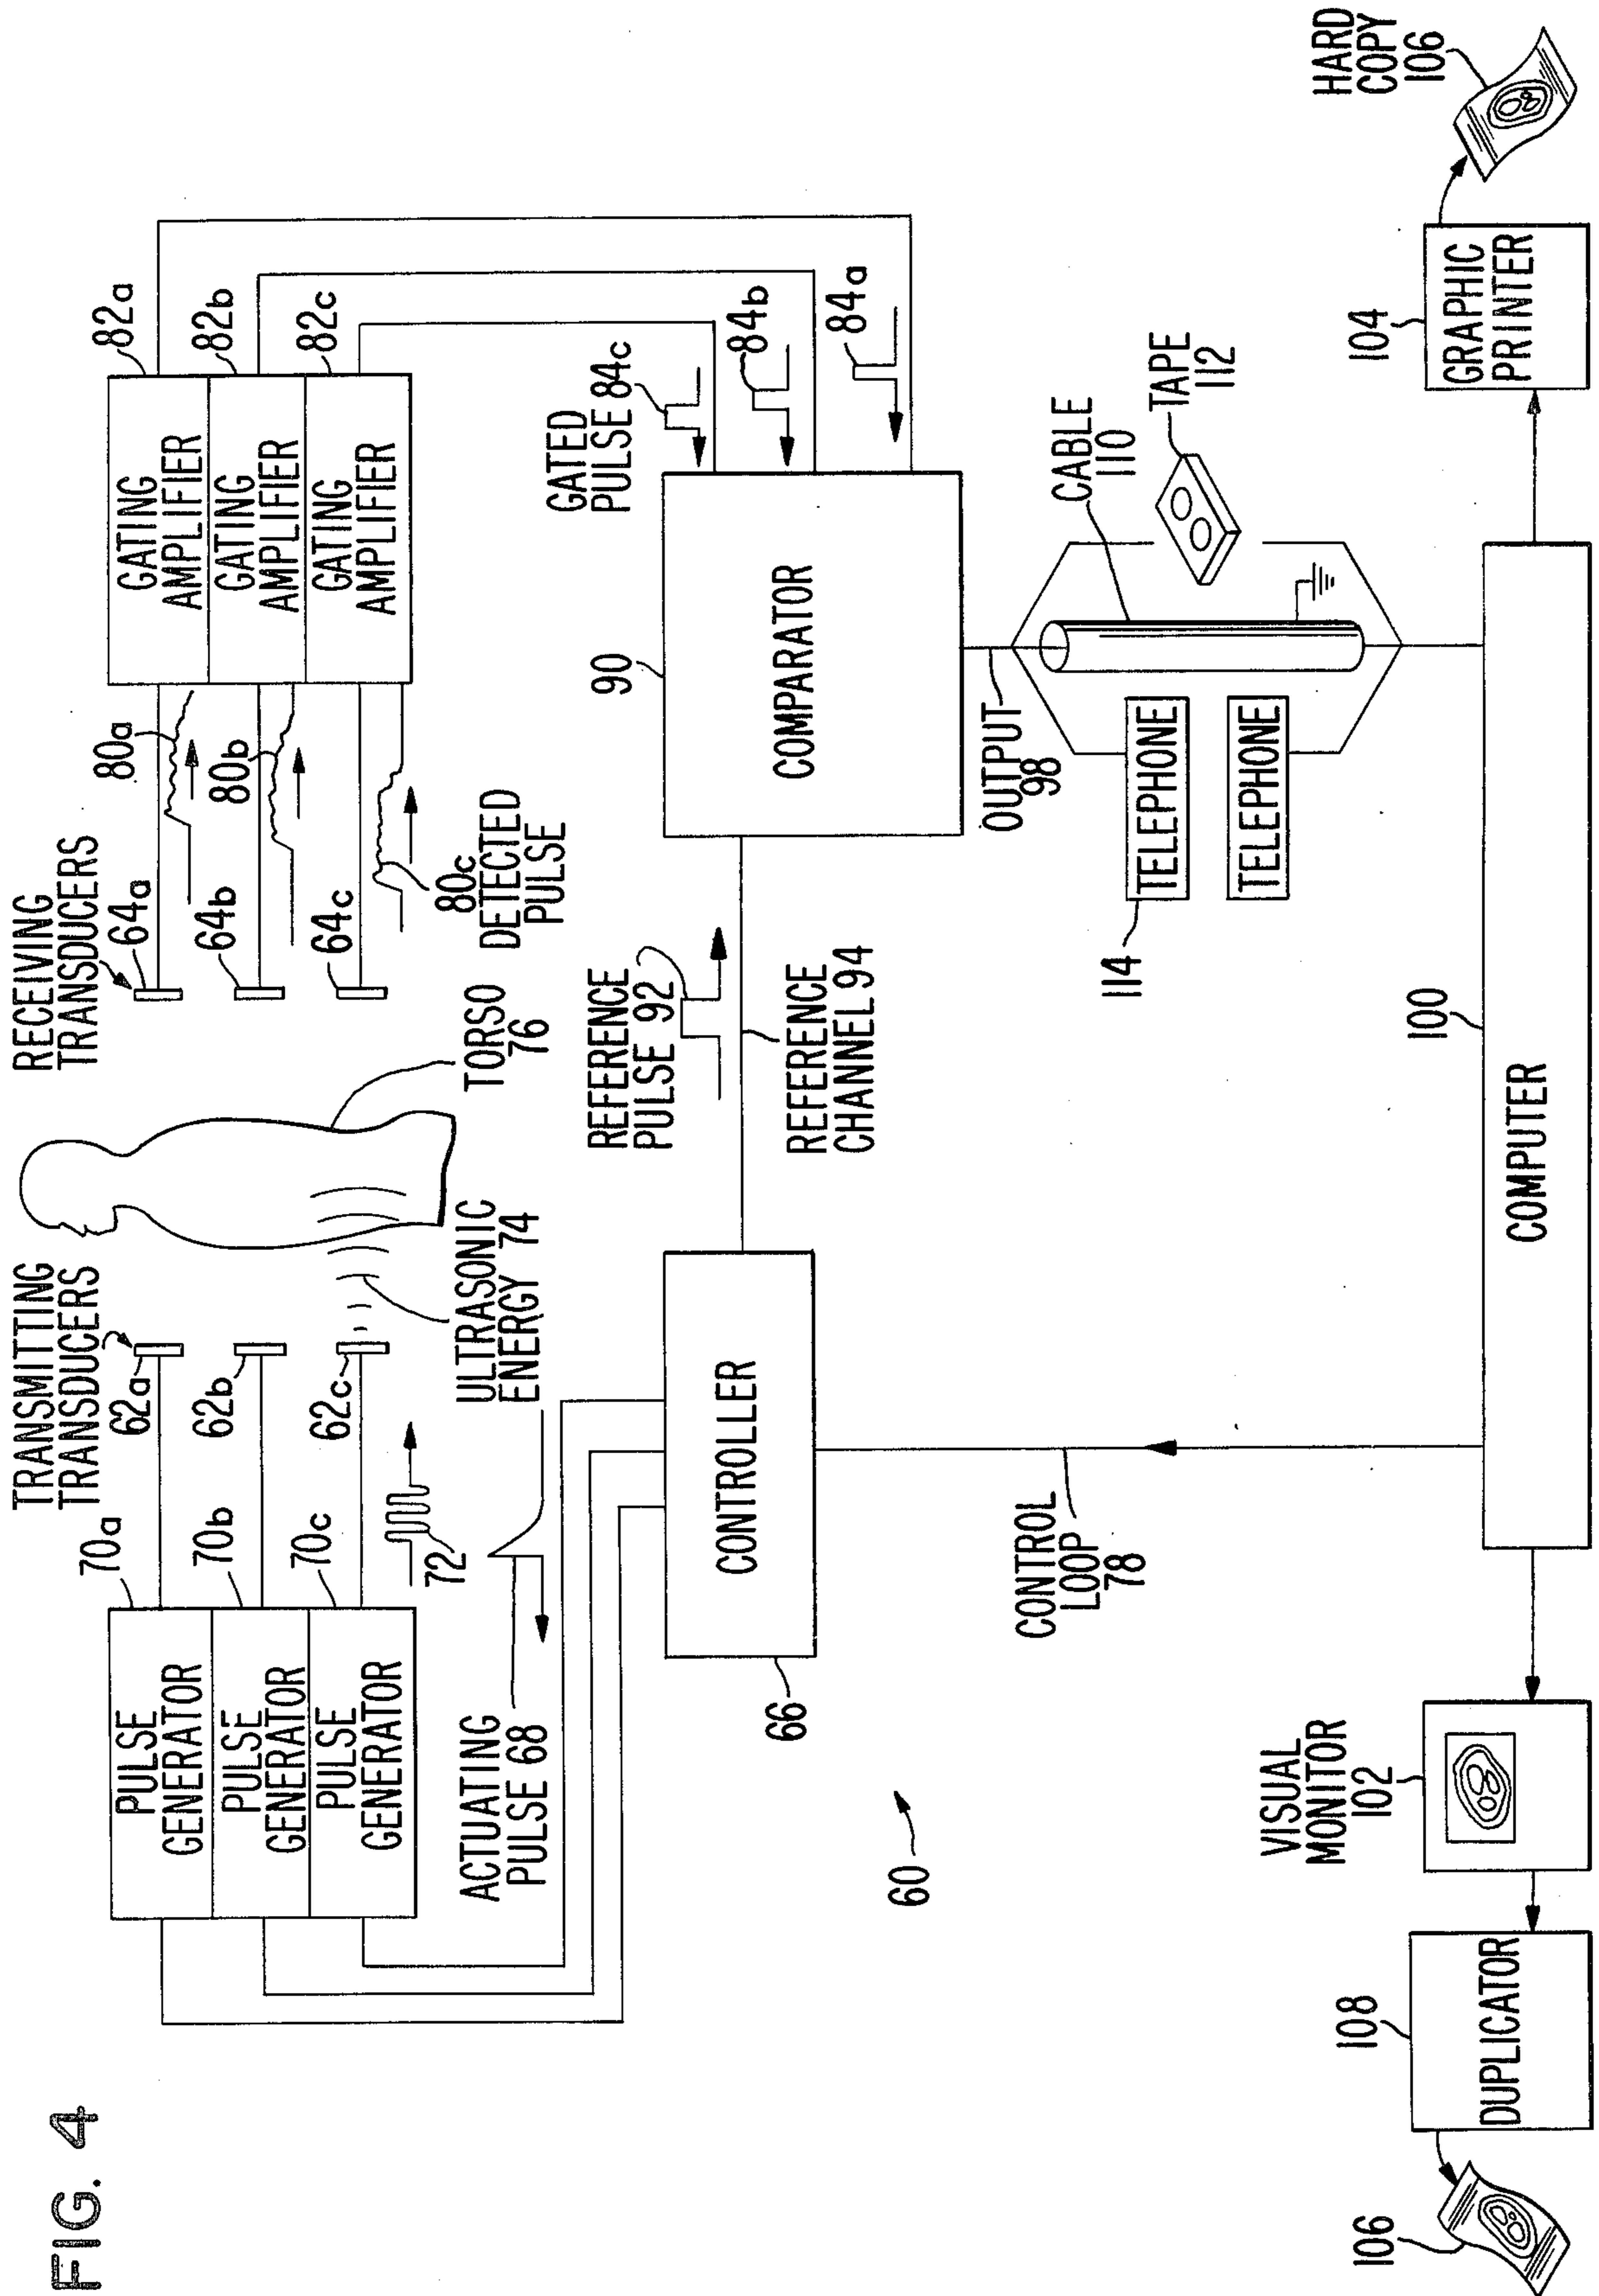 FIG. 4
TRANSMITTING
TRANSDUCERS
RECEIVING
TRANSDUCERS
70a
62a
64a
80a
82a
PULSE
GENERATOR
GATING
AMPLIFIER
70b
62b
64b
80b
82b
PULSE
GENERATOR
GATING
AMPLIFIER
70c
62c
64c
82c
PULSE
GENERATOR
GATING
AMPLIFIER
72
80c
DETECTED
PULSE
TORSO
76
ULTRASONIC
ENERGY 74
ACTUATING
PULSE 68
GATED
PULSE 84c
84b
84a
REFERENCE
PULSE 92
90
66
CONTROLLER
COMPARATOR
REFERENCE
CHANNEL 94
60
CONTROL
LOOP
78
OUTPUT
98
CABLE
110
TAPE
112
114
TELEPHONE
TELEPHONE
106
108
DUPLICATOR
VISUAL
MONITOR
102
100
COMPUTER
104
GRAPHIC
PRINTER
HARD
COPY
106